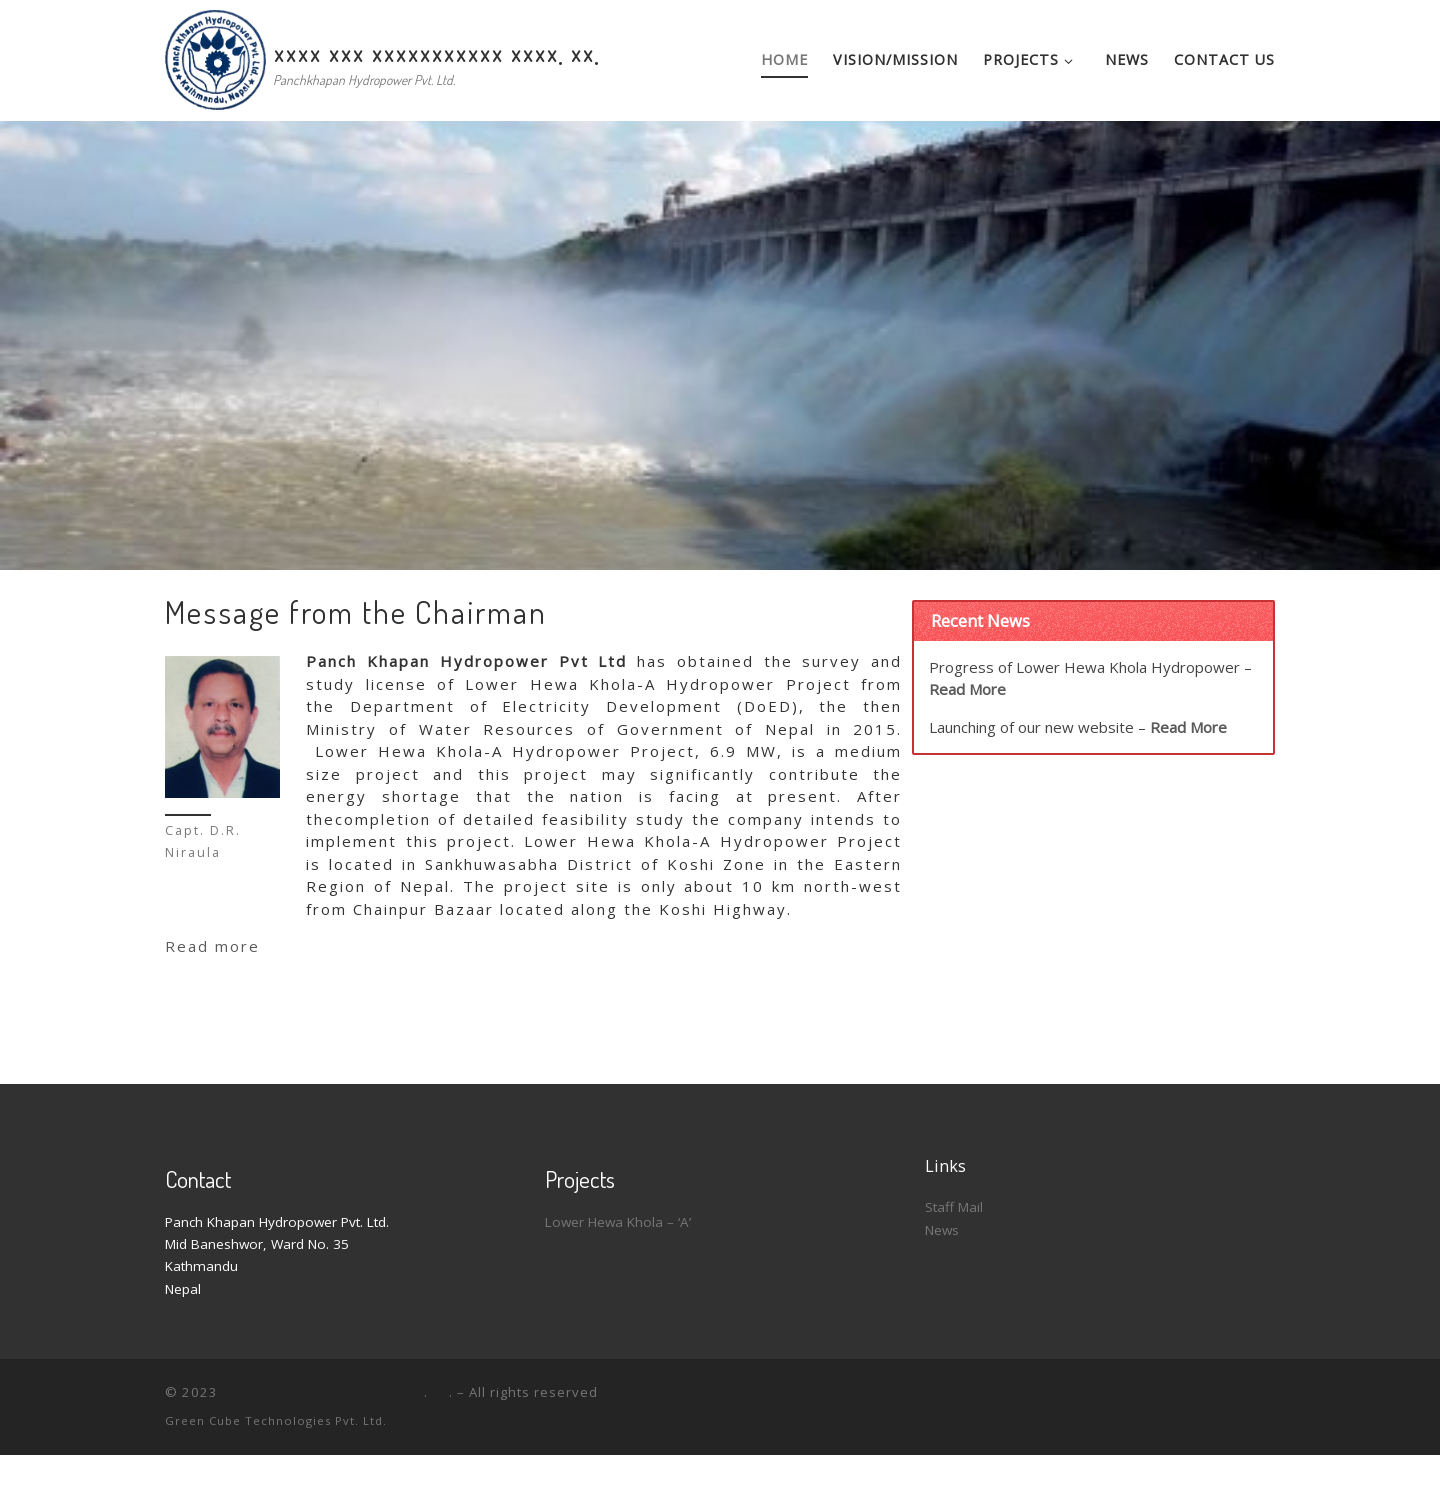 Panch Khapan Hydropower Pvt. Ltd.
Kathmandu, Nepal
xxxx xxx xxxxxxxxxxx xxxx. xx.
Panchkhapan Hydropower Pvt. Ltd.
HOME VISION/MISSION PROJECTS NEWS CONTACT US
Message from the Chairman
Panch Khapan Hydropower Pvt Ltd has obtained the survey and
study license of Lower Hewa Khola-A Hydropower Project from
the Department of Electricity Development (DoED), the then
Ministry of Water Resources of Government of Nepal in 2015.
Lower Hewa Khola-A Hydropower Project, 6.9 MW, is a medium
size project and this project may significantly contribute the
energy shortage that the nation is facing at present. After
thecompletion of detailed feasibility study the company intends to
implement this project. Lower Hewa Khola-A Hydropower Project
is located in Sankhuwasabha District of Koshi Zone in the Eastern
Region of Nepal. The project site is only about 10 km north-west
from Chainpur Bazaar located along the Koshi Highway.
Capt. D.R.
Niraula
Read more
Recent News
Progress of Lower Hewa Khola Hydropower –
Read More
Launching of our new website – Read More
Contact
Panch Khapan Hydropower Pvt. Ltd.
Mid Baneshwor, Ward No. 35
Kathmandu
Nepal
Projects
Lower Hewa Khola – ‘A’
Links
Staff Mail
News
© 2023 . . – All rights reserved
Green Cube Technologies Pvt. Ltd.